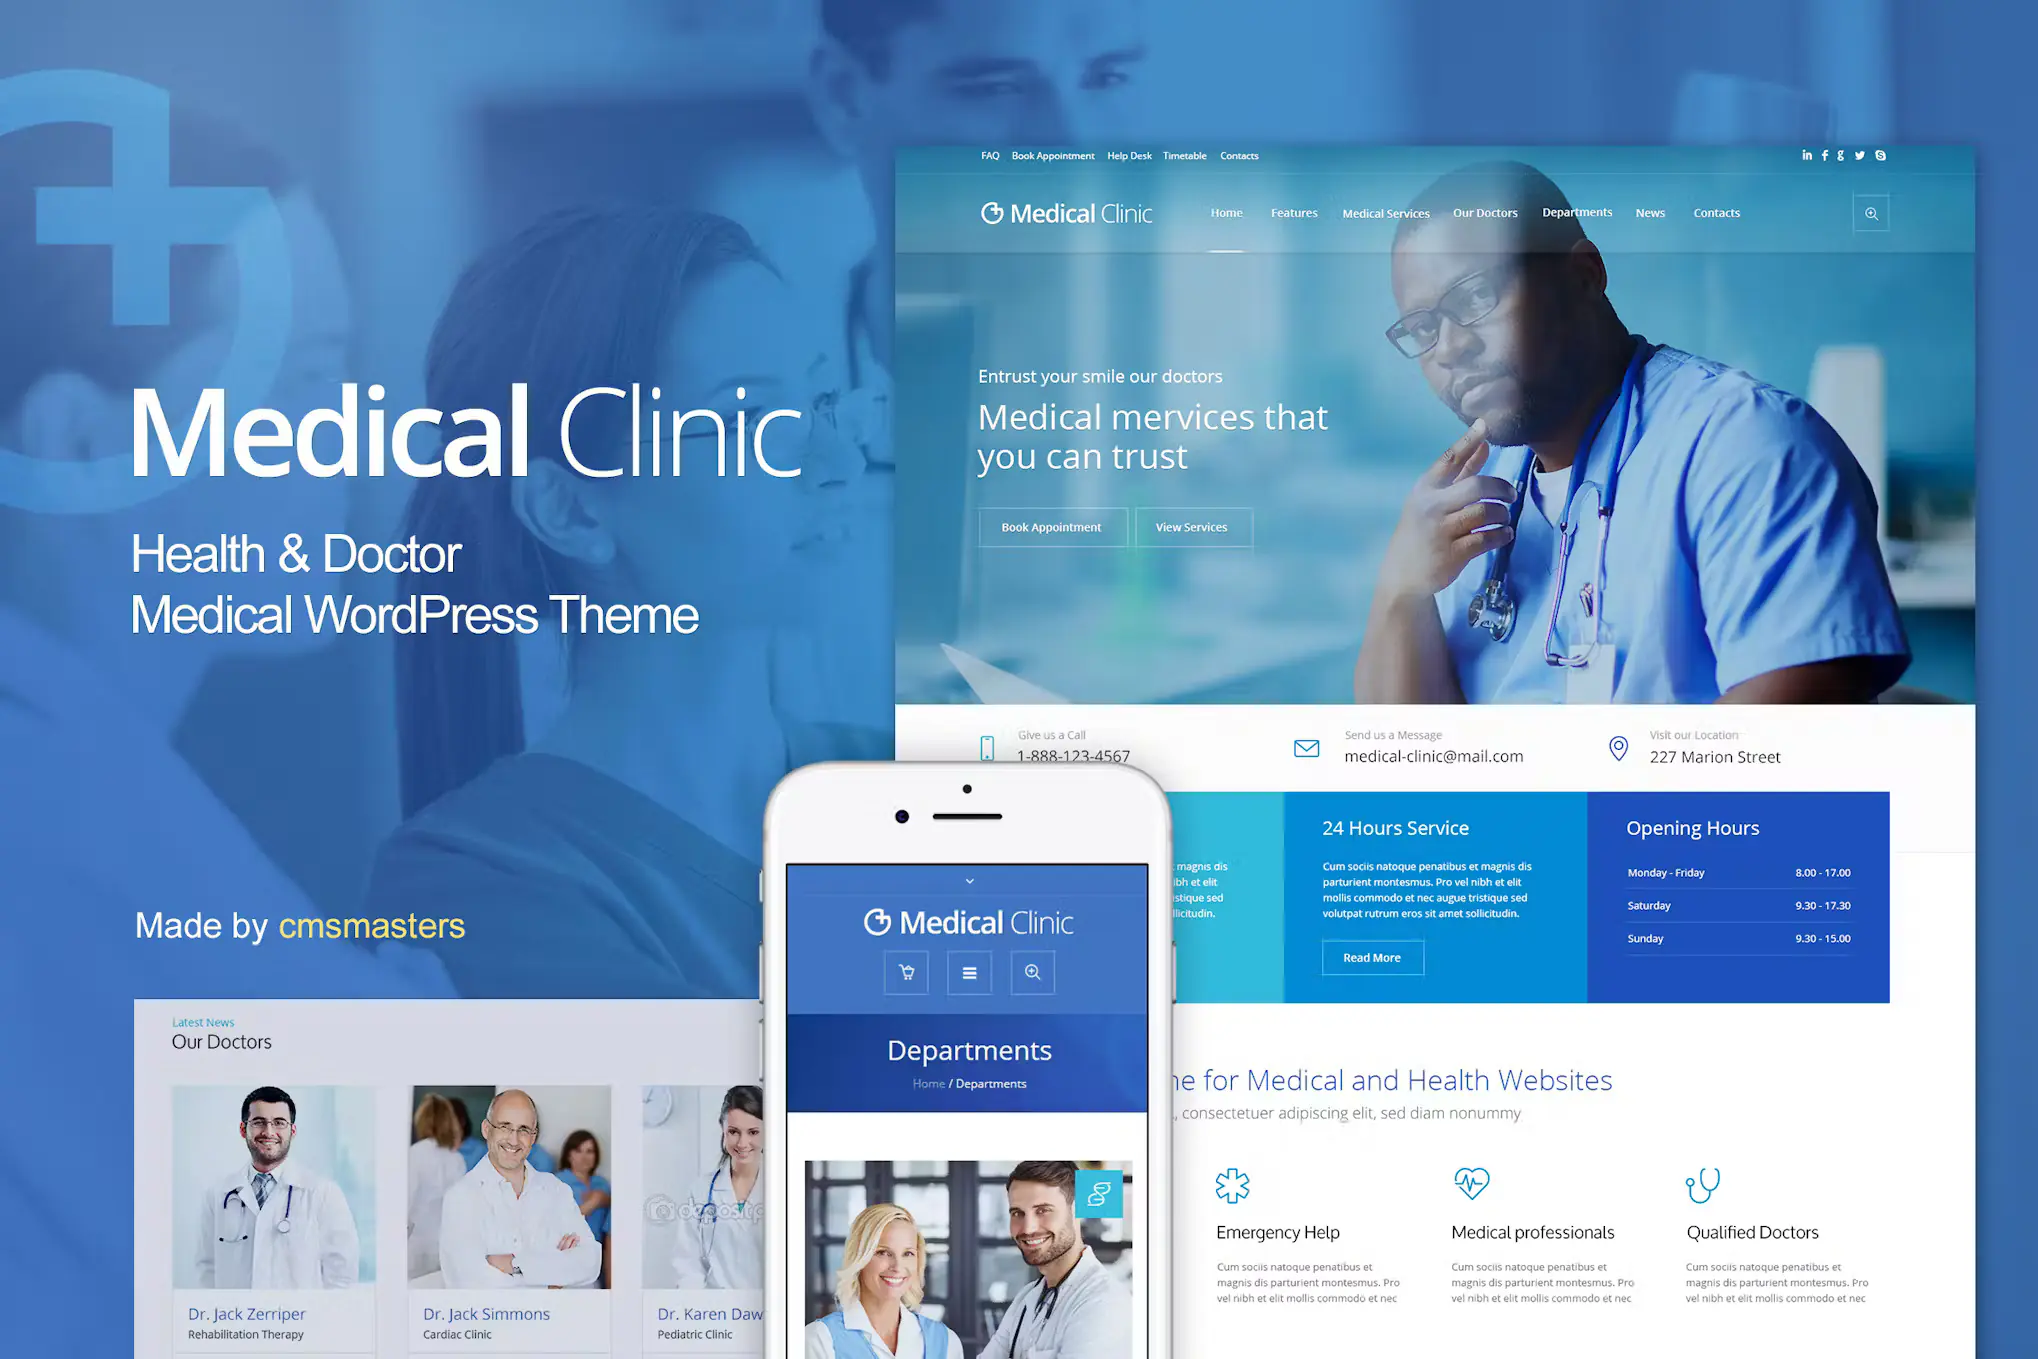 Medical Clinic
Health & Doctor
Medical WordPress Theme
Made by cmsmasters
FAQ Book Appointment Help Desk Timetable Contacts
Medical Clinic
Home Features Medical Services Our Doctors Departments News Contacts
Entrust your smile our doctors
Medical mervices that
you can trust
Book Appointment View Services
Give us a Call
1-888-123-4567
Send us a Message
medical-clinic@mail.com
Visit our Location
227 Marion Street
magnis dis
nibh et elit
tristique sed
sollicitudin.
24 Hours Service
Cum sociis natoque penatibus et magnis dis
parturient montesmus. Pro vel nibh et elit
mollis commodo et nec augue tristique sed
volutpat rutrum eros sit amet sollicitudin.
Read More
Opening Hours
Monday - Friday 8.00 - 17.00
Saturday 9.30 - 17.30
Sunday 9.30 - 15.00
for Medical and Health Websites
, consectetuer adipiscing elit, sed diam nonummy
Emergency Help
Cum sociis natoque penatibus et
magnis dis parturient montesmus. Pro
vel nibh et elit mollis commodo et nec
Medical professionals
Cum sociis natoque penatibus et
magnis dis parturient montesmus. Pro
vel nibh et elit mollis commodo et nec
Qualified Doctors
Cum sociis natoque penatibus et
magnis dis parturient montesmus. Pro
vel nibh et elit mollis commodo et nec
Medical Clinic
Departments
Home / Departments
Latest News
Our Doctors
Dr. Jack Zerriper
Rehabilitation Therapy
Dr. Jack Simmons
Cardiac Clinic
Dr. Karen Daw
Pediatric Clinic